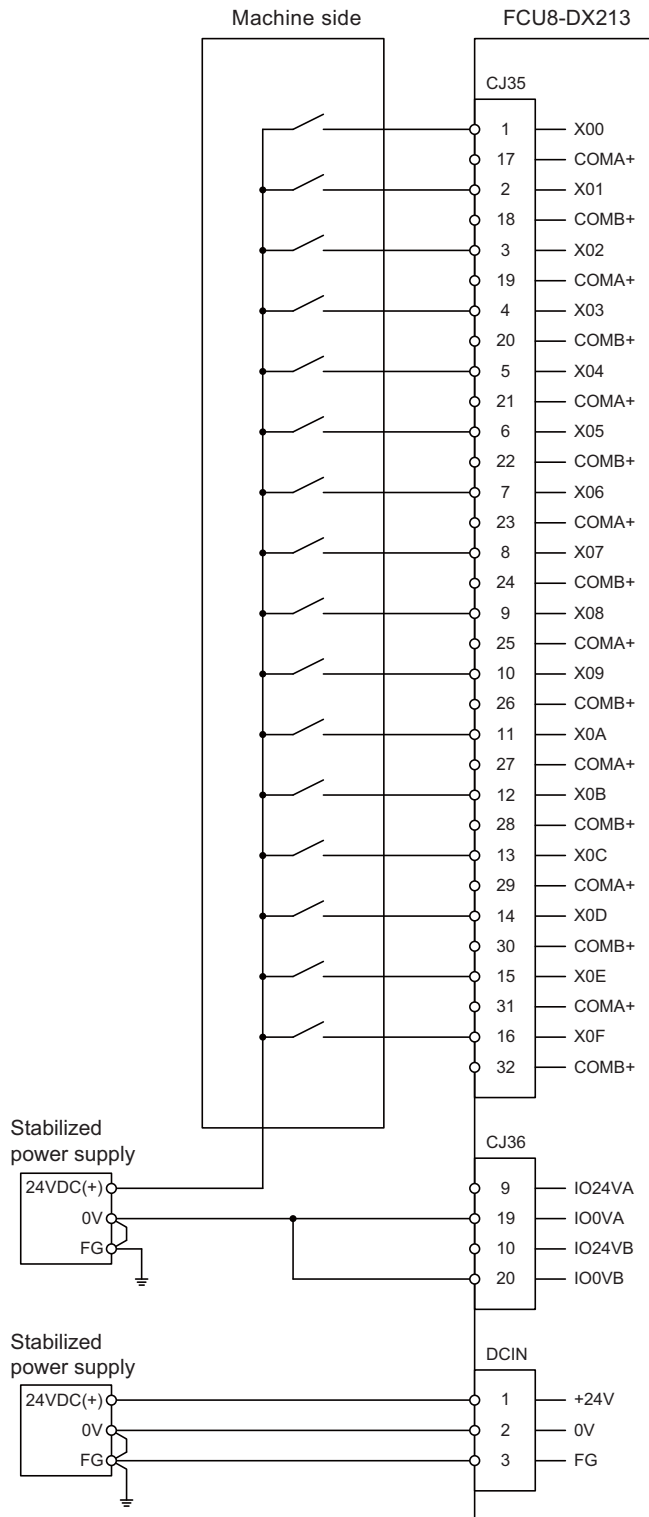 Machine side FCU8-DX213
CJ35
1 X00
17 COMA+
2 X01
18 COMB+
3 X02
19 COMA+
4 X03
20 COMB+
5 X04
21 COMA+
6 X05
22 COMB+
7 X06
23 COMA+
8 X07
24 COMB+
9 X08
25 COMA+
10 X09
26 COMB+
11 X0A
27 COMA+
12 X0B
28 COMB+
13 X0C
29 COMA+
14 X0D
30 COMB+
15 X0E
31 COMA+
16 X0F
32 COMB+
Stabilized
power supply
24VDC(+)
0V
FG
CJ36
9 IO24VA
19 IO0VA
10 IO24VB
20 IO0VB
Stabilized
power supply
24VDC(+)
0V
FG
DCIN
1 +24V
2 0V
3 FG